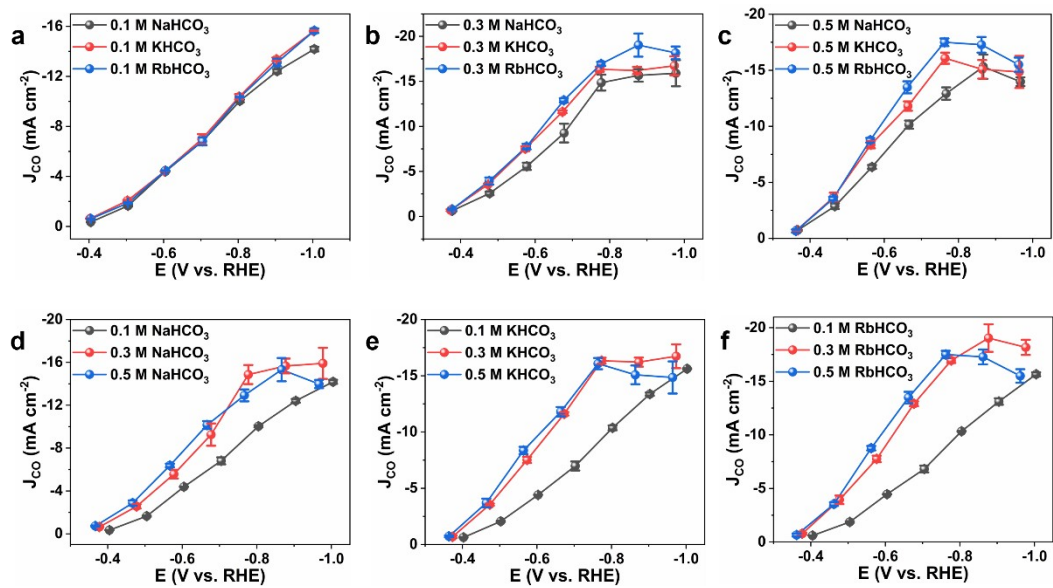 a
0.1 M NaHCO₃
0.1 M KHCO₃
0.1 M RbHCO₃
-16
-12
-8
-4
0
J_CO (mA cm⁻²)
-0.4 -0.6 -0.8 -1.0
E (V vs. RHE)
b
0.3 M NaHCO₃
0.3 M KHCO₃
0.3 M RbHCO₃
-20
-15
-10
-5
0
J_CO (mA cm⁻²)
-0.4 -0.6 -0.8 -1.0
E (V vs. RHE)
c
0.5 M NaHCO₃
0.5 M KHCO₃
0.5 M RbHCO₃
-20
-15
-10
-5
0
J_CO (mA cm⁻²)
-0.4 -0.6 -0.8 -1.0
E (V vs. RHE)
d
0.1 M NaHCO₃
0.3 M NaHCO₃
0.5 M NaHCO₃
-20
-16
-12
-8
-4
0
J_CO (mA cm⁻²)
-0.4 -0.6 -0.8 -1.0
E (V vs. RHE)
e
0.1 M KHCO₃
0.3 M KHCO₃
0.5 M KHCO₃
-20
-15
-10
-5
0
J_CO (mA cm⁻²)
-0.4 -0.6 -0.8 -1.0
E (V vs. RHE)
f
0.1 M RbHCO₃
0.3 M RbHCO₃
0.5 M RbHCO₃
-20
-15
-10
-5
0
J_CO (mA cm⁻²)
-0.4 -0.6 -0.8 -1.0
E (V vs. RHE)